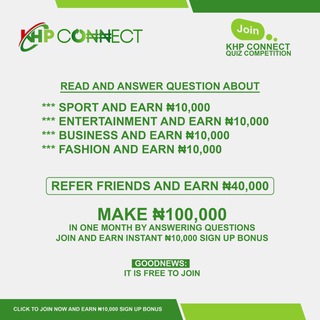 KHP CONNECT
Join
KHP CONNECT
QUIZ COMPETITION
READ AND ANSWER QUESTION ABOUT
*** SPORT AND EARN ₦10,000
*** ENTERTAINMENT AND EARN ₦10,000
*** BUSINESS AND EARN ₦10,000
*** FASHION AND EARN ₦10,000
REFER FRIENDS AND EARN ₦40,000
MAKE ₦100,000
IN ONE MONTH BY ANSWERING QUESTIONS
JOIN AND EARN INSTANT ₦10,000 SIGN UP BONUS
GOODNEWS:
IT IS FREE TO JOIN
CLICK TO JOIN NOW AND EARN ₦10,000 SIGN UP BONUS